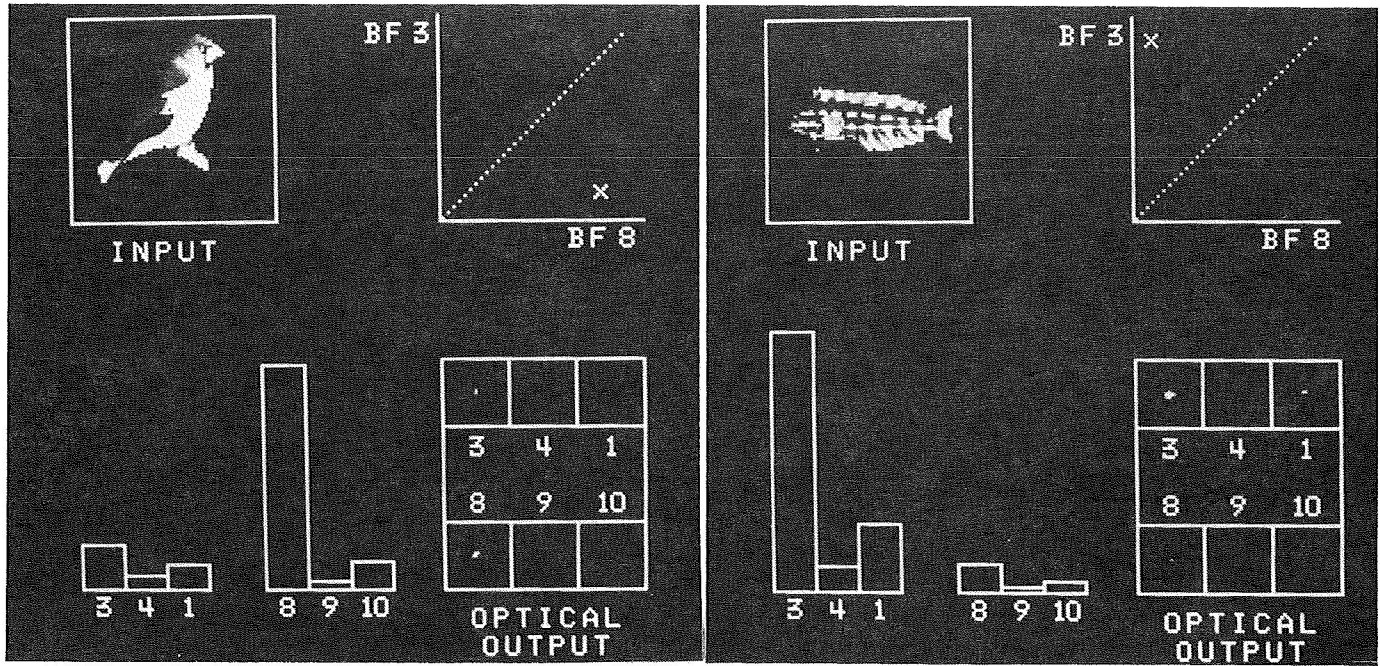 BF 3
BF 8
INPUT
3 4 1
8 9 10
3 4 1
8 9 10
OPTICAL
OUTPUT
BF 3 x
BF 8
INPUT
3 4 1
8 9 10
3 4 1
8 9 10
OPTICAL
OUTPUT